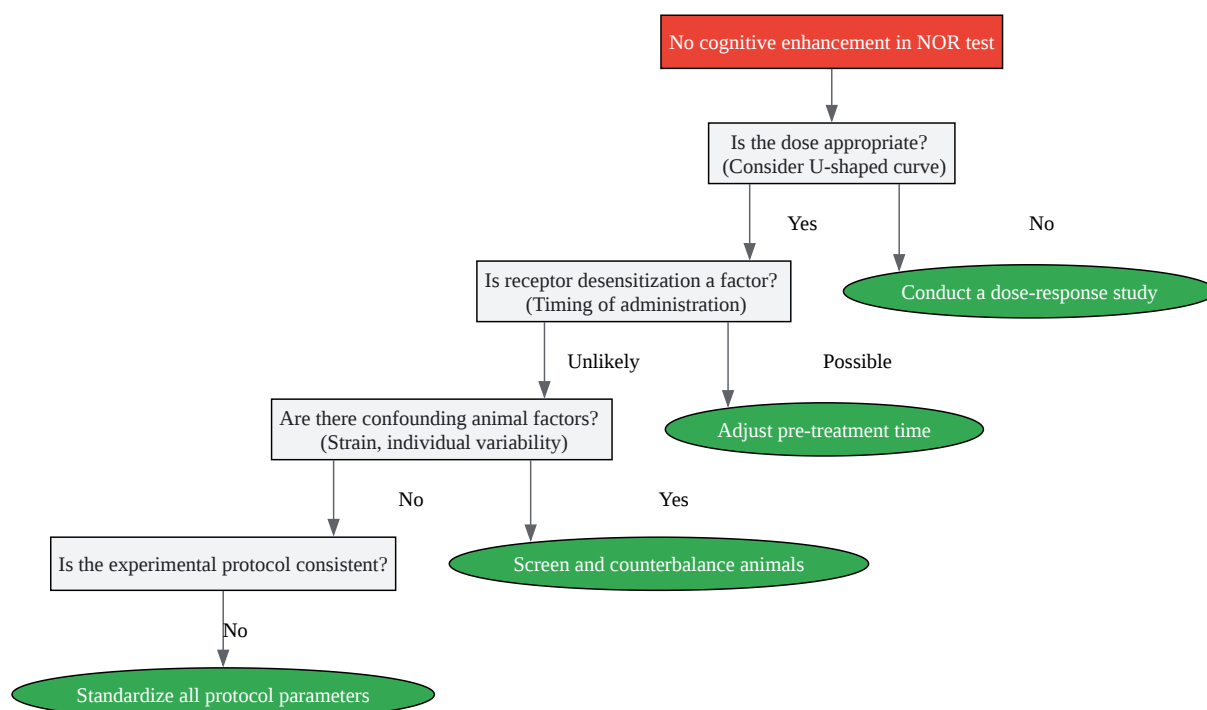 No cognitive enhancement in NOR test
Is the dose appropriate?
(Consider U-shaped curve)
Yes
No
Is receptor desensitization a factor?
(Timing of administration)
Conduct a dose-response study
Unlikely
Possible
Are there confounding animal factors?
(Strain, individual variability)
Adjust pre-treatment time
No
Yes
Is the experimental protocol consistent?
Screen and counterbalance animals
No
Standardize all protocol parameters